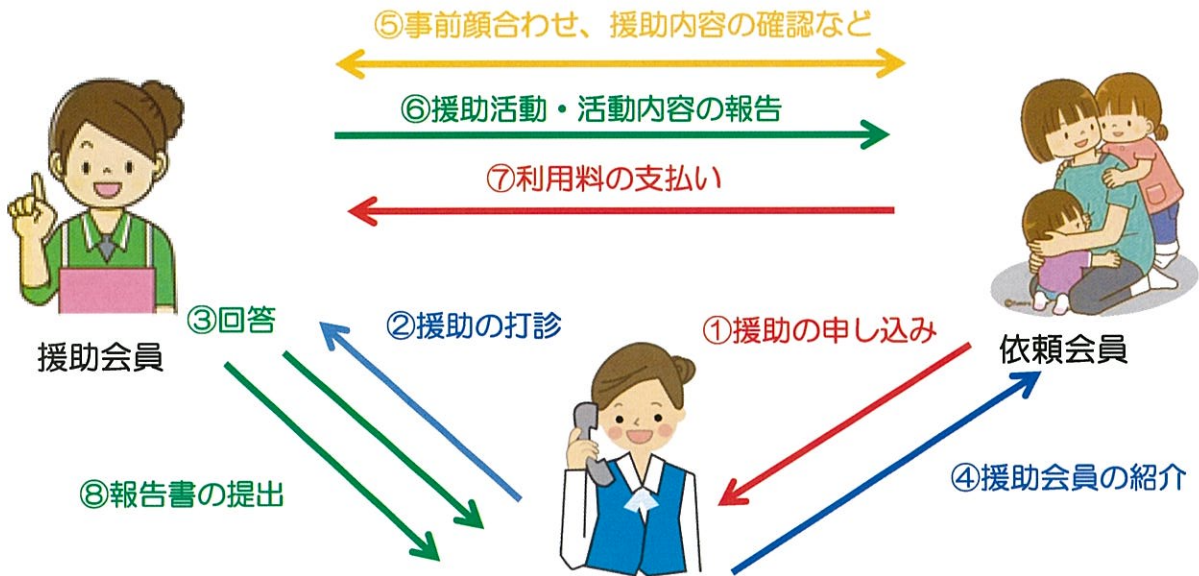 ⑤事前顔合わせ、援助内容の確認など
⑥援助活動・活動内容の報告
⑦利用料の支払い
③回答
②援助の打診
①援助の申し込み
援助会員
依頼会員
④援助会員の紹介
⑧報告書の提出